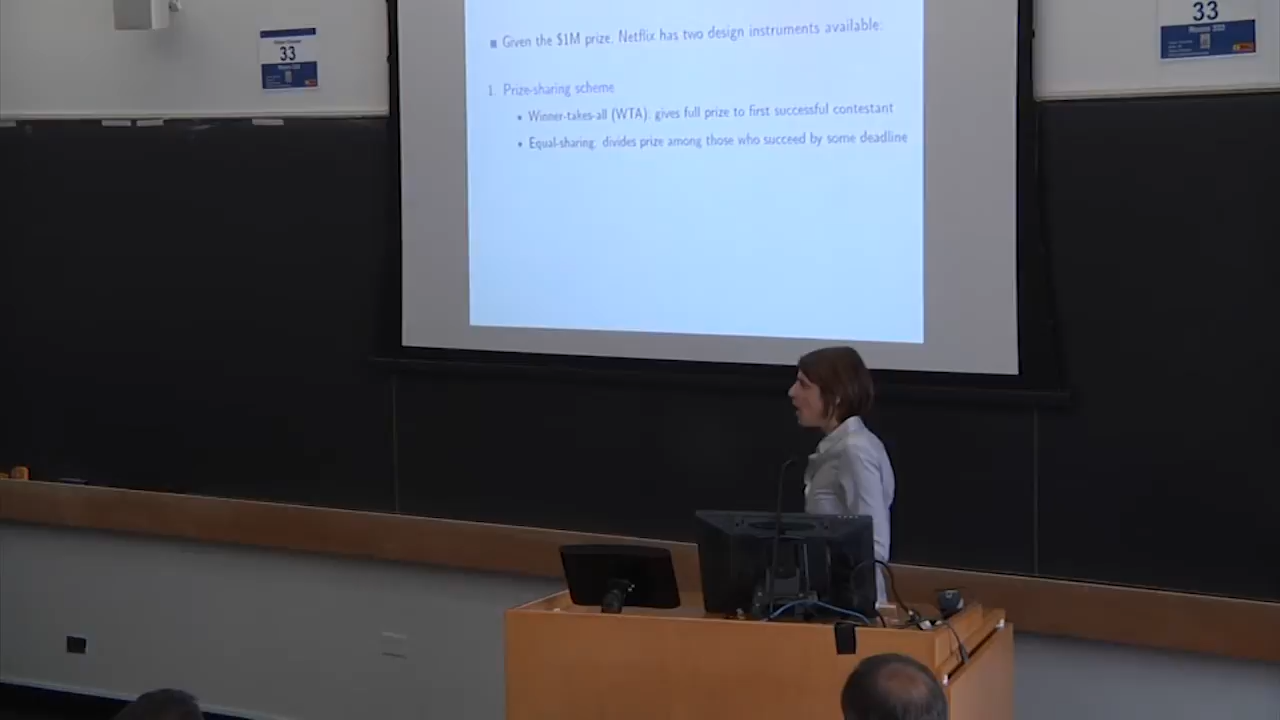 33
33
■ Given the $1M prize, Netflix has two design instruments available:
1. Prize-sharing scheme
• Winner-takes-all (WTA): gives full prize to first successful contestant
• Equal-sharing: divides prize among those who succeed by some deadline